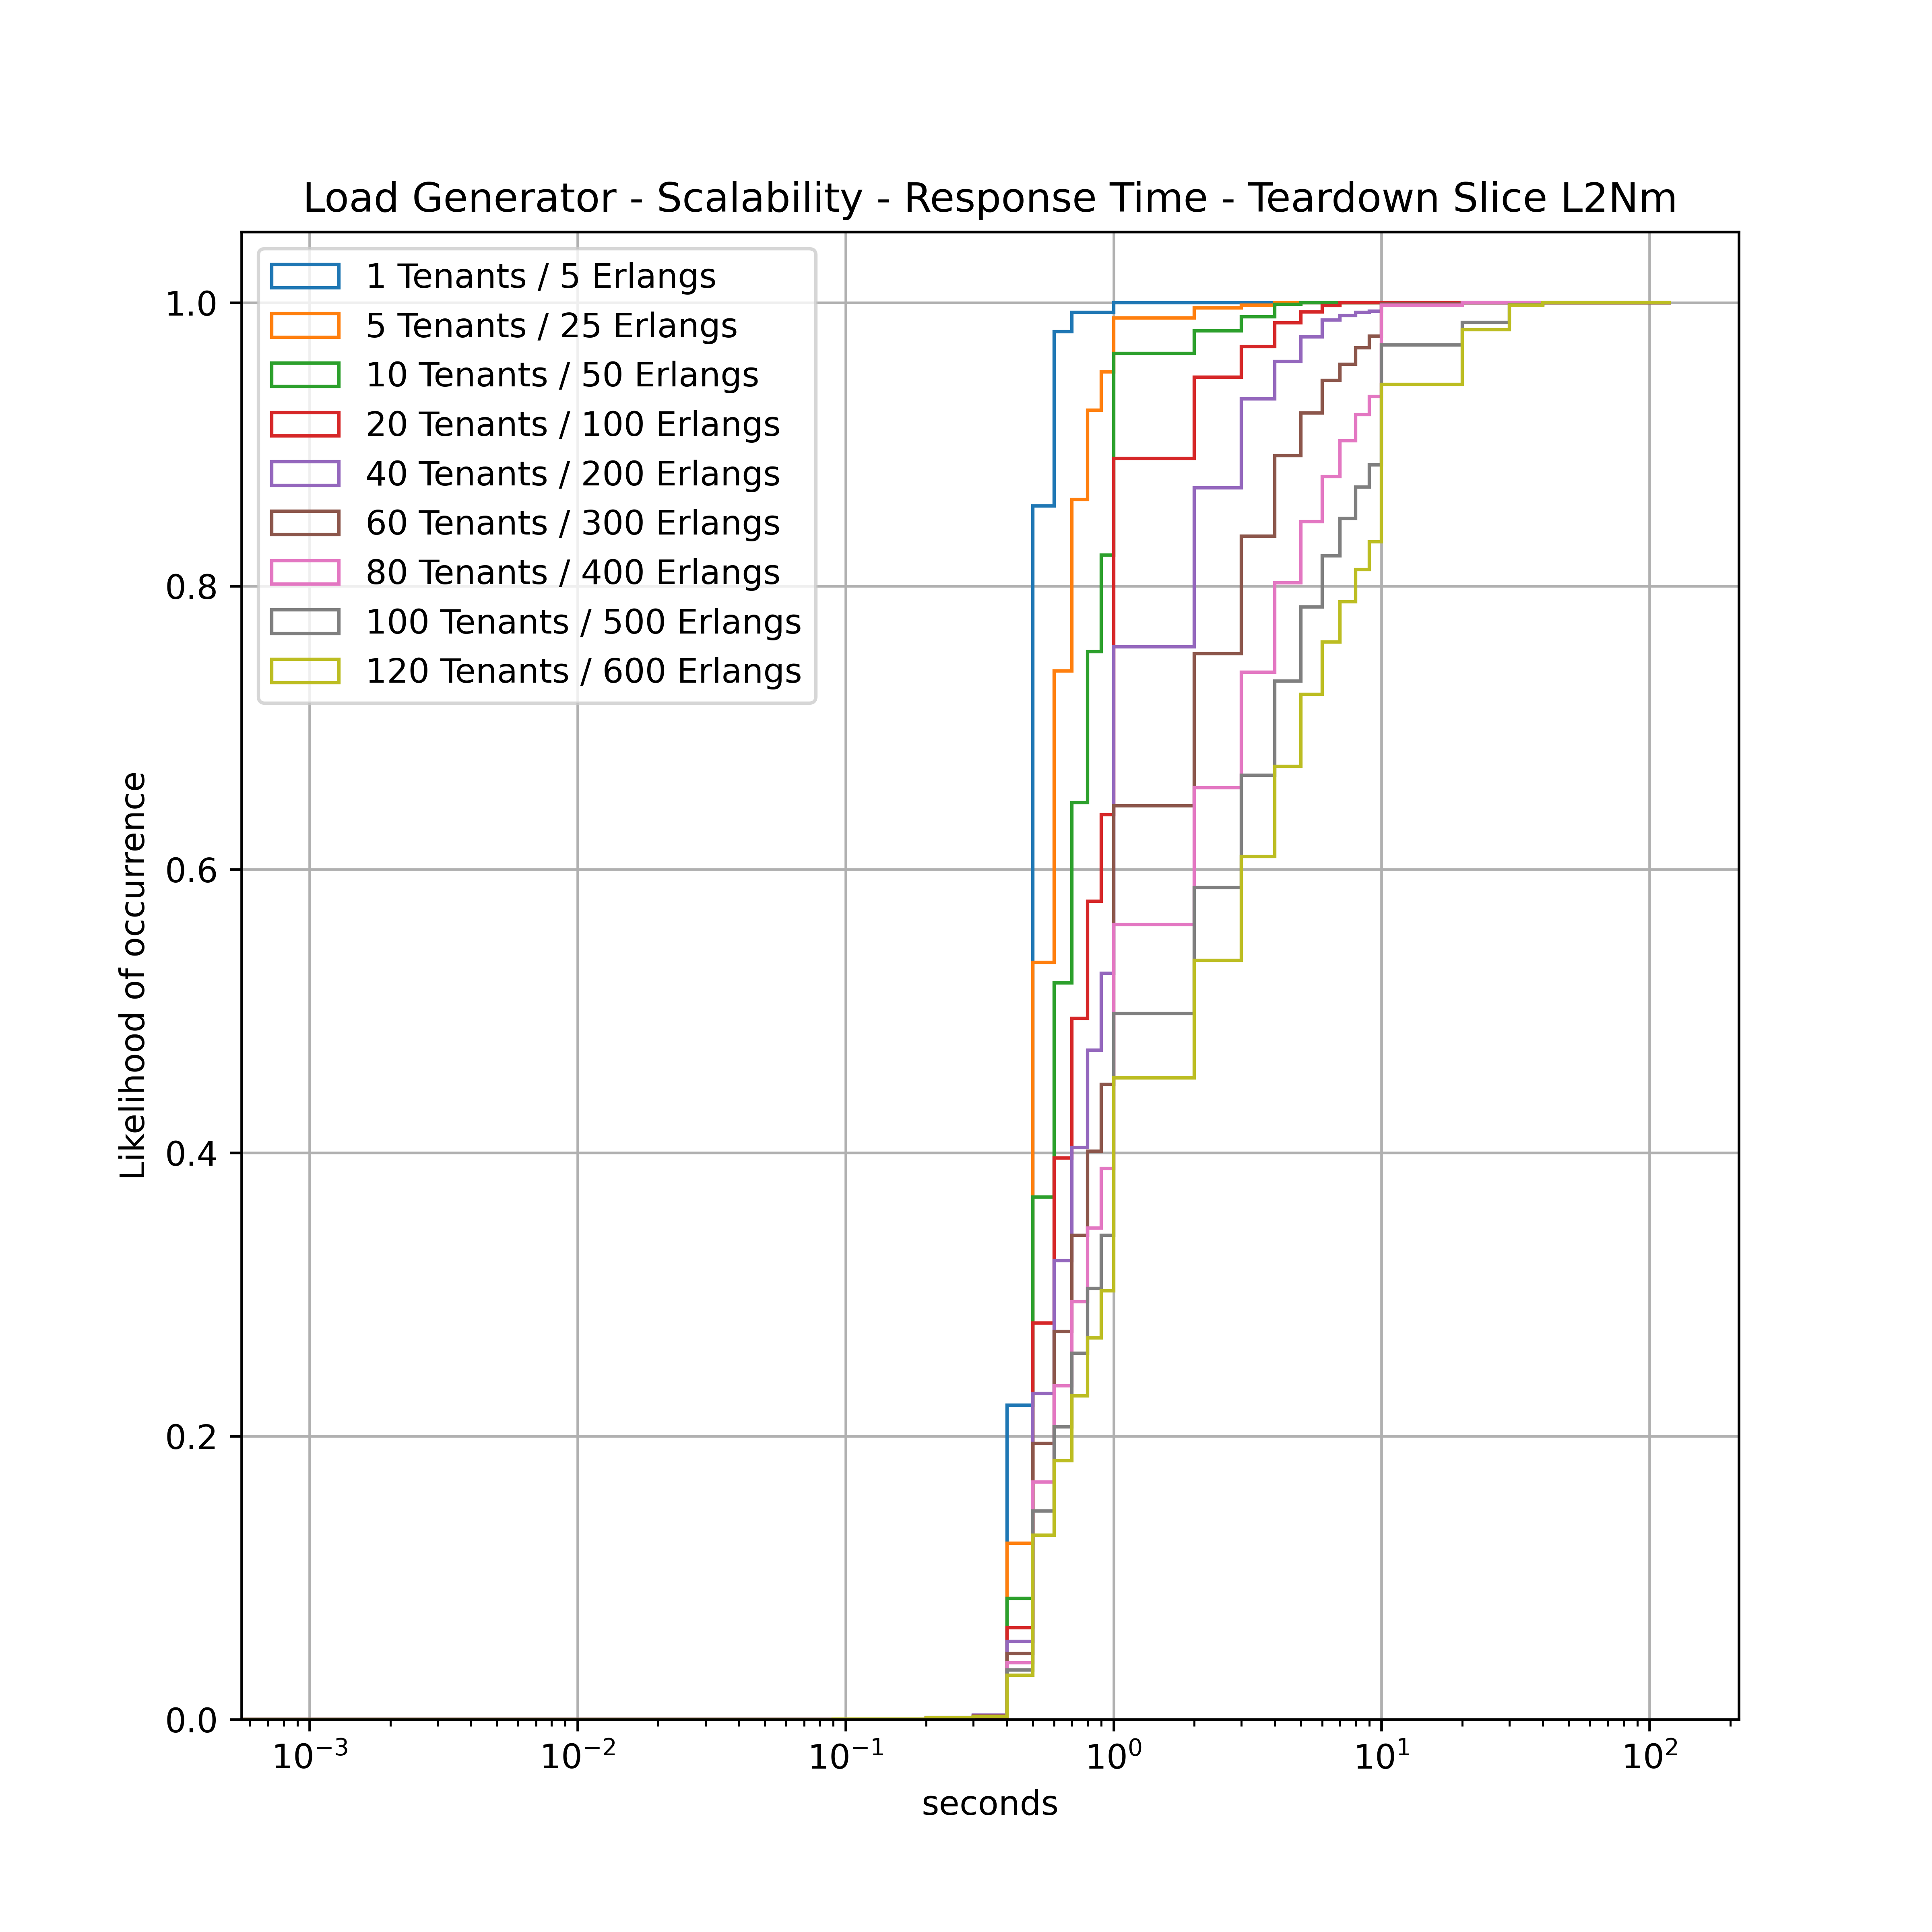 Load Generator - Scalability - Response Time - Teardown Slice L2Nm
1 Tenants / 5 Erlangs
5 Tenants / 25 Erlangs
10 Tenants / 50 Erlangs
20 Tenants / 100 Erlangs
40 Tenants / 200 Erlangs
60 Tenants / 300 Erlangs
80 Tenants / 400 Erlangs
100 Tenants / 500 Erlangs
120 Tenants / 600 Erlangs
Likelihood of occurrence
1.0
0.8
0.6
0.4
0.2
0.0
10⁻³ 10⁻² 10⁻¹ 10⁰ 10¹ 10²
seconds